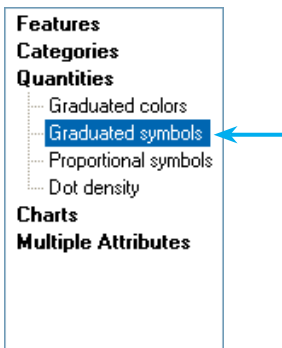 Features
Categories
Quantities
Graduated colors
Graduated symbols
Proportional symbols
Dot density
Charts
Multiple Attributes